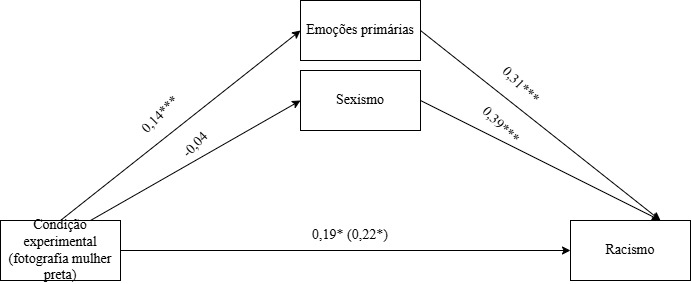 Emoções primárias
0,14***
0,31***
Sexismo
-0,04
0,39***
Condição
experimental
(fotografia mulher
preta)
0,19* (0,22*)
Racismo